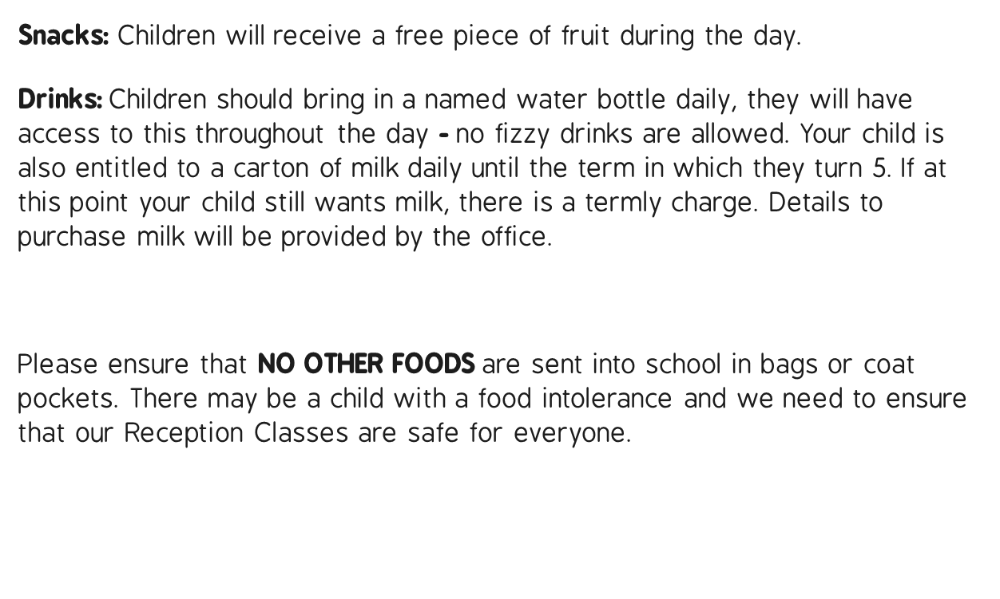 Snacks: Children will receive a free piece of fruit during the day.
Drinks: Children should bring in a named water bottle daily, they will have
access to this throughout the day - no fizzy drinks are allowed. Your child is
also entitled to a carton of milk daily until the term in which they turn 5. If at
this point your child still wants milk, there is a termly charge. Details to
purchase milk will be provided by the office.
Please ensure that NO OTHER FOODS are sent into school in bags or coat
pockets. There may be a child with a food intolerance and we need to ensure
that our Reception Classes are safe for everyone.